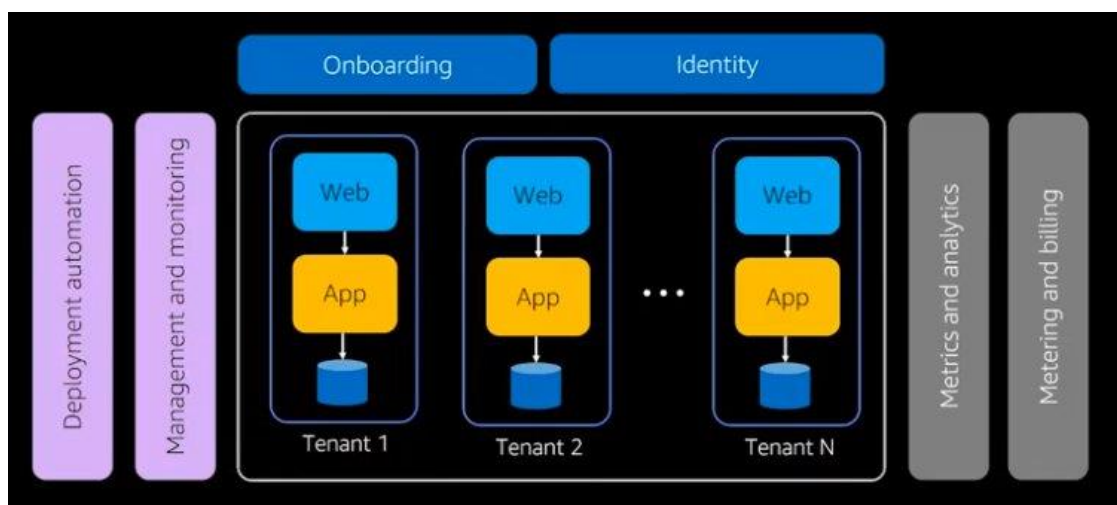 Onboarding
Identity
Deployment automation
Management and monitoring
Web
App
Tenant 1
Web
App
Tenant 2
...
Web
App
Tenant N
Metrics and analytics
Metering and billing